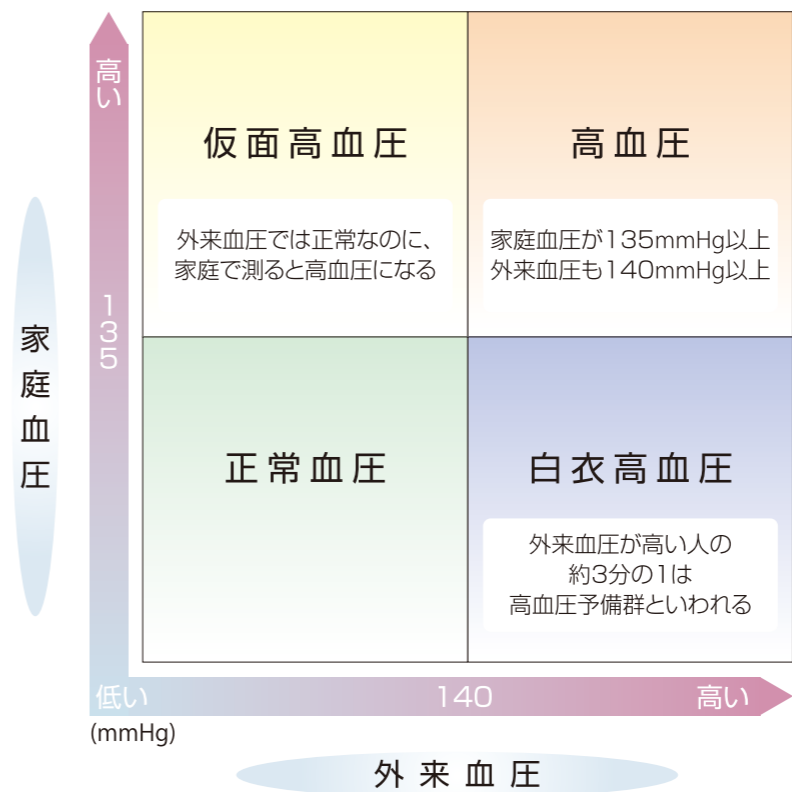 高い
仮面高血圧
外来血圧では正常なのに、
家庭で測ると高血圧になる
高血圧
家庭血圧が135mmHg以上
外来血圧も140mmHg以上
135
家庭血圧
正常血圧
白衣高血圧
外来血圧が高い人の
約3分の1は
高血圧予備群といわれる
低い
140
高い
(mmHg)
外来血圧